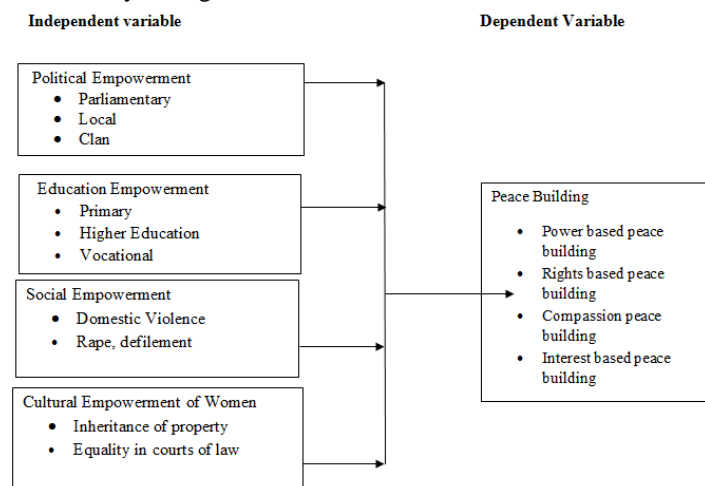 Independent variable
Dependent Variable
Political Empowerment
• Parliamentary
• Local
• Clan
Education Empowerment
• Primary
• Higher Education
• Vocational
Social Empowerment
• Domestic Violence
• Rape, defilement
Cultural Empowerment of Women
• Inheritance of property
• Equality in courts of law
Peace Building
• Power based peace
building
• Rights based peace
building
• Compassion peace
building
• Interest based peace
building